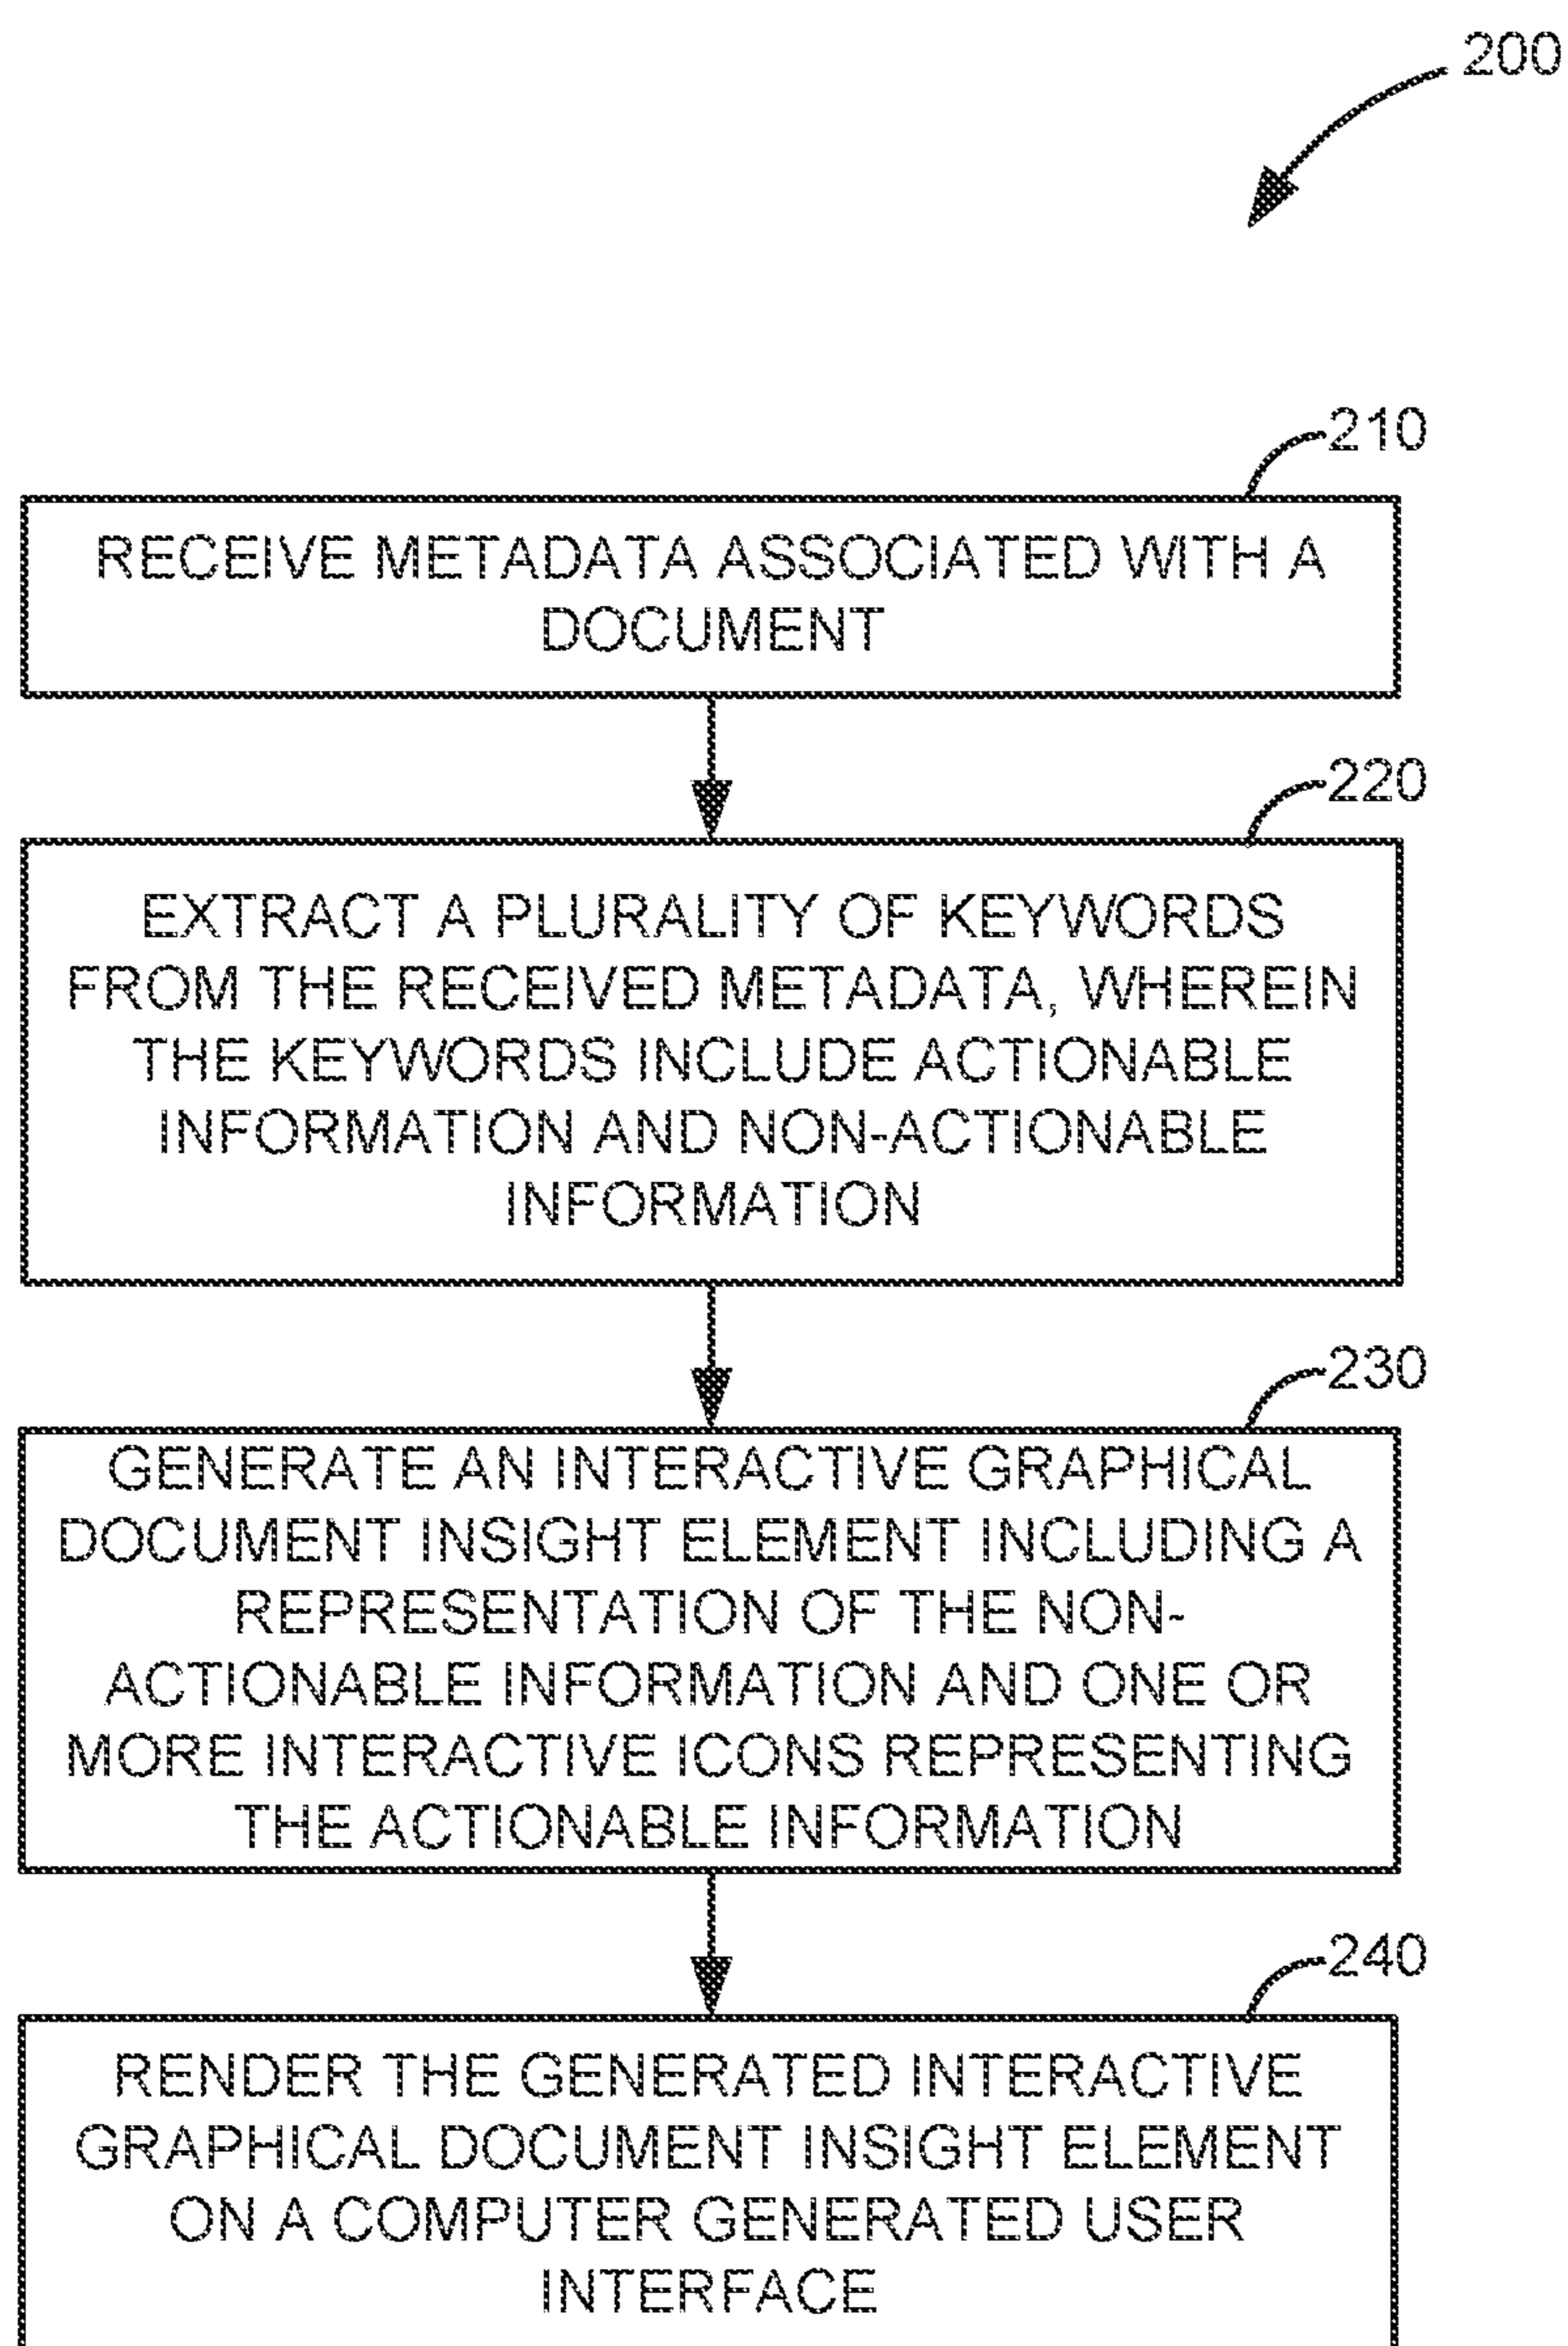 200
210
RECEIVE METADATA ASSOCIATED WITH A
DOCUMENT
220
EXTRACT A PLURALITY OF KEYWORDS
FROM THE RECEIVED METADATA, WHEREIN
THE KEYWORDS INCLUDE ACTIONABLE
INFORMATION AND NON-ACTIONABLE
INFORMATION
230
GENERATE AN INTERACTIVE GRAPHICAL
DOCUMENT INSIGHT ELEMENT INCLUDING A
REPRESENTATION OF THE NON-
ACTIONABLE INFORMATION AND ONE OR
MORE INTERACTIVE ICONS REPRESENTING
THE ACTIONABLE INFORMATION
240
RENDER THE GENERATED INTERACTIVE
GRAPHICAL DOCUMENT INSIGHT ELEMENT
ON A COMPUTER GENERATED USER
INTERFACE